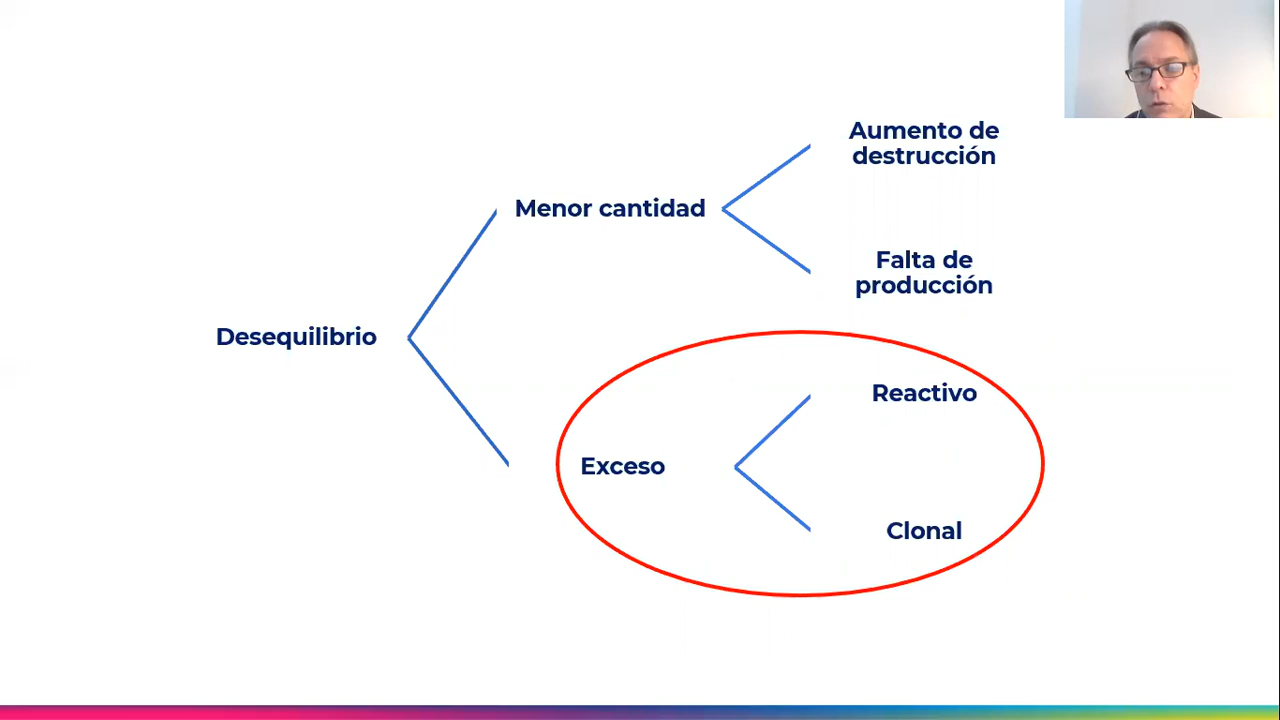 Aumento de
destrucción
Menor cantidad
Falta de
producción
Desequilibrio
Reactivo
Exceso
Clonal